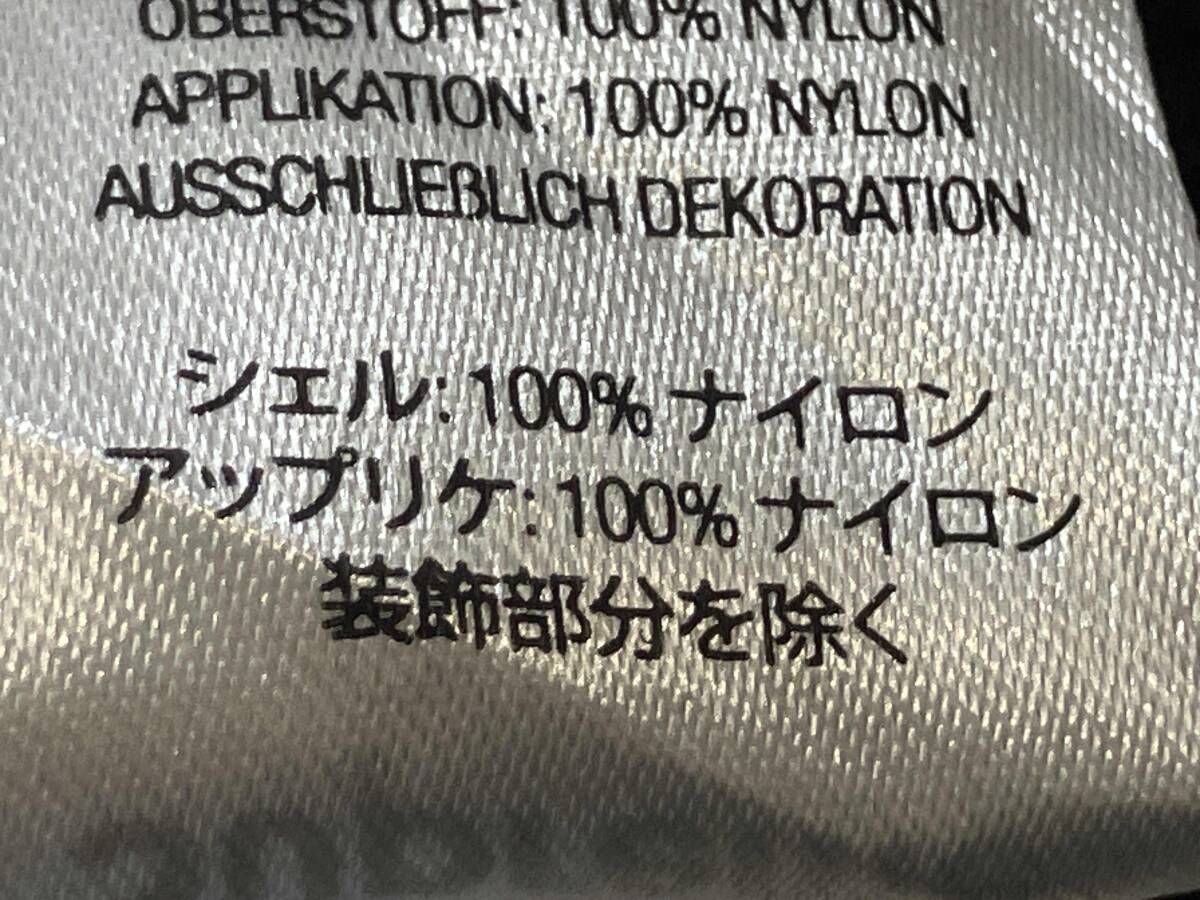 OBERSTOFF: 100% NYLON
APPLIKATION: 100% NYLON
AUSSCHLIEßLICH DEKORATION
シェル: 100% ナイロン
アップリケ: 100% ナイロン
装飾部分を除く